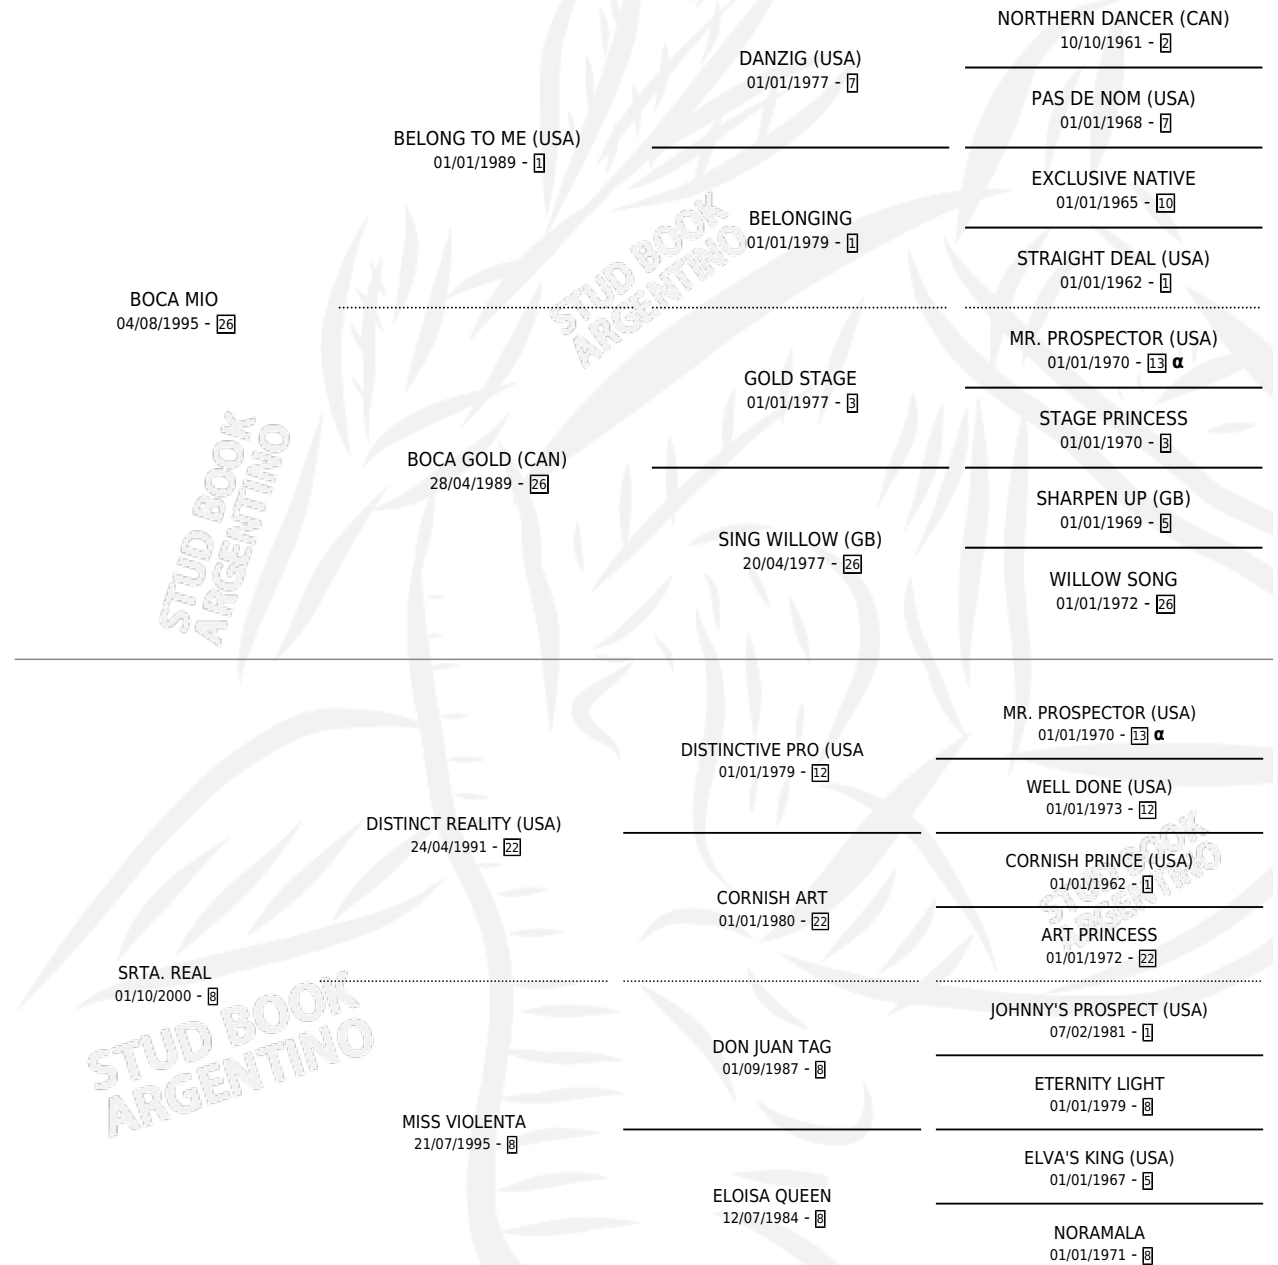 NORTHERN DANCER (CAN)
10/10/1961 - 2
DANZIG (USA)
01/01/1977 - 7
PAS DE NOM (USA)
01/01/1968 - 7
BELONG TO ME (USA)
01/01/1989 - 1
EXCLUSIVE NATIVE
01/01/1965 - 10
BELONGING
01/01/1979 - 1
STRAIGHT DEAL (USA)
01/01/1962 - 1
BOCA MIO
04/08/1995 - 26
MR. PROSPECTOR (USA)
01/01/1970 - 13 α
GOLD STAGE
01/01/1977 - 3
STAGE PRINCESS
01/01/1970 - 3
BOCA GOLD (CAN)
28/04/1989 - 26
SHARPEN UP (GB)
01/01/1969 - 5
SING WILLOW (GB)
20/04/1977 - 26
WILLOW SONG
01/01/1972 - 26
MR. PROSPECTOR (USA)
01/01/1970 - 13 α
DISTINCTIVE PRO (USA
01/01/1979 - 12
WELL DONE (USA)
01/01/1973 - 12
DISTINCT REALITY (USA)
24/04/1991 - 22
CORNISH PRINCE (USA)
01/01/1962 - 1
CORNISH ART
01/01/1980 - 22
ART PRINCESS
01/01/1972 - 22
SRTA. REAL
01/10/2000 - 8
JOHNNY'S PROSPECT (USA)
07/02/1981 - 1
DON JUAN TAG
01/09/1987 - 8
ETERNITY LIGHT
01/01/1979 - 8
MISS VIOLENTA
21/07/1995 - 8
ELVA'S KING (USA)
01/01/1967 - 5
ELOISA QUEEN
12/07/1984 - 8
NORAMALA
01/01/1971 - 8
STUD BOOK
ARGENTINO
STUD BOOK
ARGENTINO
STUD BOOK
ARGENTINO
STUD BOOK
ARGENTINO